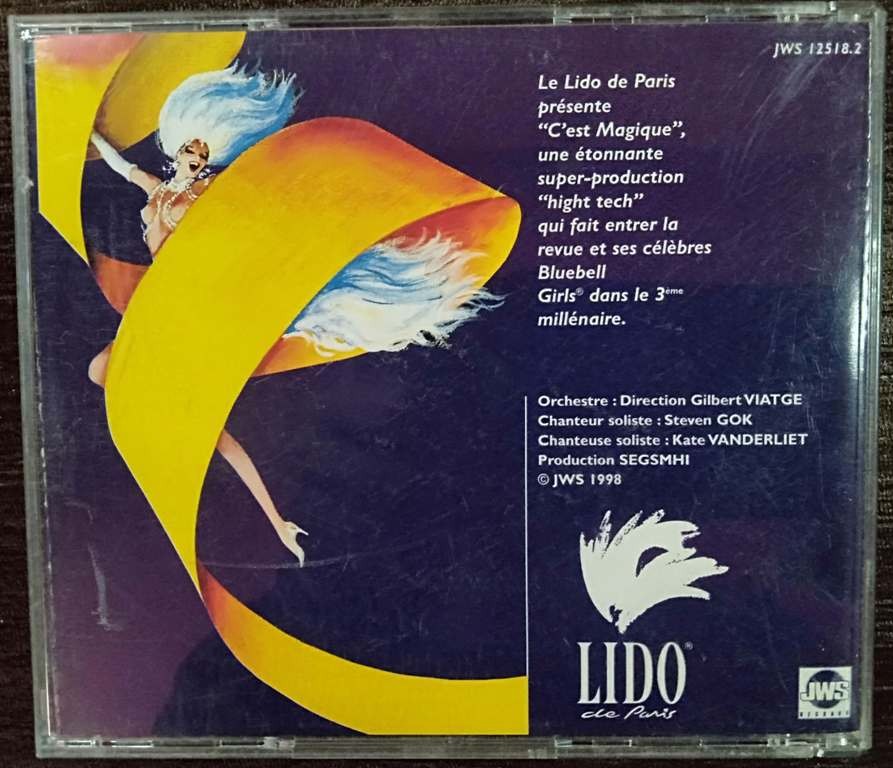 JWS 12518.2
Le Lido de Paris
présente
“C’est Magique”,
une étonnante
super-production
“hight tech”
qui fait entrer la
revue et ses célèbres
Bluebell
Girls® dans le 3ème
millénaire.
Orchestre : Direction Gilbert VIATGE
Chanteur soliste : Steven GOK
Chanteuse soliste : Kate VANDERLIET
Production SEGSMHI
© JWS 1998
LIDO®
de Paris
JWS
RECORDS